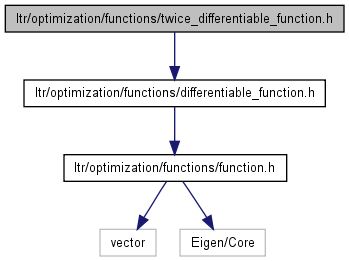 ltr/optimization/functions/twice_differentiable_function.h
ltr/optimization/functions/differentiable_function.h
ltr/optimization/functions/function.h
vector
Eigen/Core